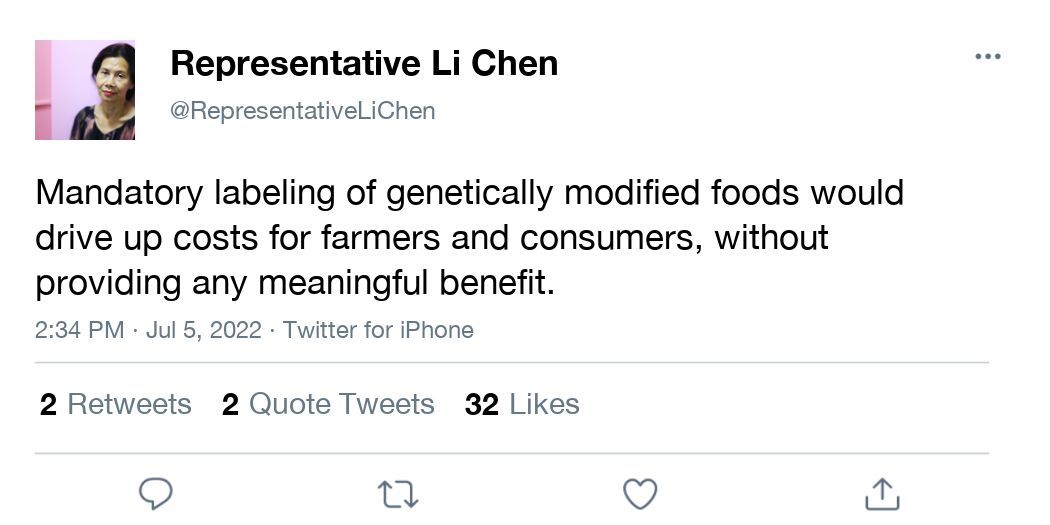 Representative Li Chen
@RepresentativeLiChen
Mandatory labeling of genetically modified foods would
drive up costs for farmers and consumers, without
providing any meaningful benefit.
2:34 PM · Jul 5, 2022 · Twitter for iPhone
2 Retweets 2 Quote Tweets 32 Likes